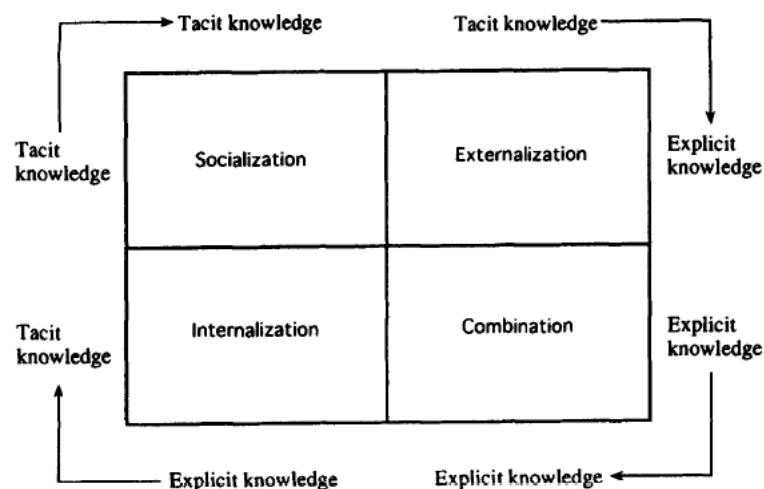 Tacit knowledge
Tacit knowledge
Tacit
knowledge
Socialization
Externalization
Explicit
knowledge
Tacit
knowledge
Internalization
Combination
Explicit
knowledge
Explicit knowledge
Explicit knowledge